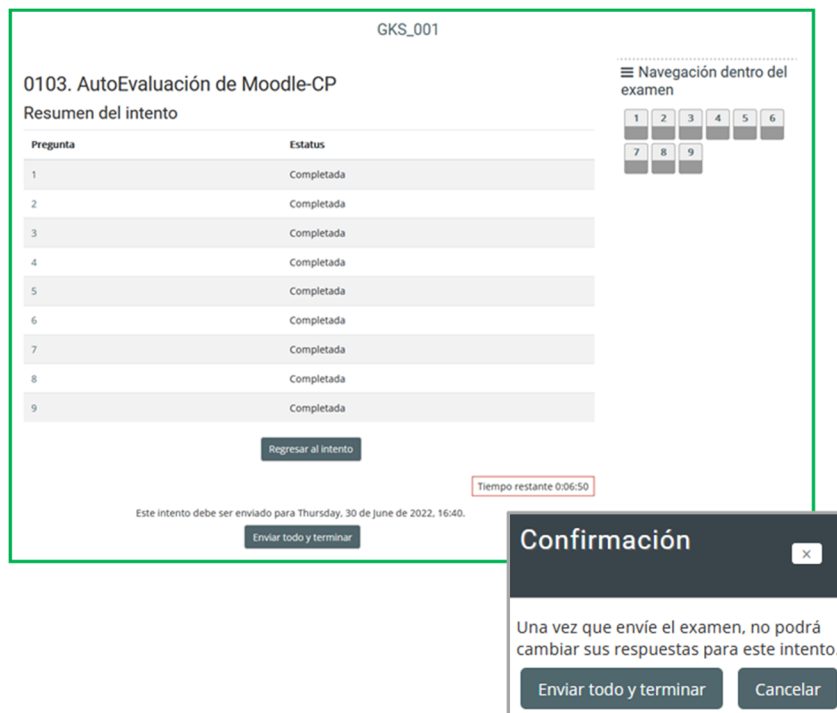 GKS_001
0103. AutoEvaluación de Moodle-CP
Resumen del intento
Pregunta Estatus
1 Completada
2 Completada
3 Completada
4 Completada
5 Completada
6 Completada
7 Completada
8 Completada
9 Completada
Regresar al intento
Tiempo restante 0:06:50
Este intento debe ser enviado para Thursday, 30 de June de 2022, 16:40.
Enviar todo y terminar
Navegación dentro del
examen
1 2 3 4 5 6
7 8 9
Confirmación
×
Una vez que envíe el examen, no podrá
cambiar sus respuestas para este intento.
Enviar todo y terminar Cancelar